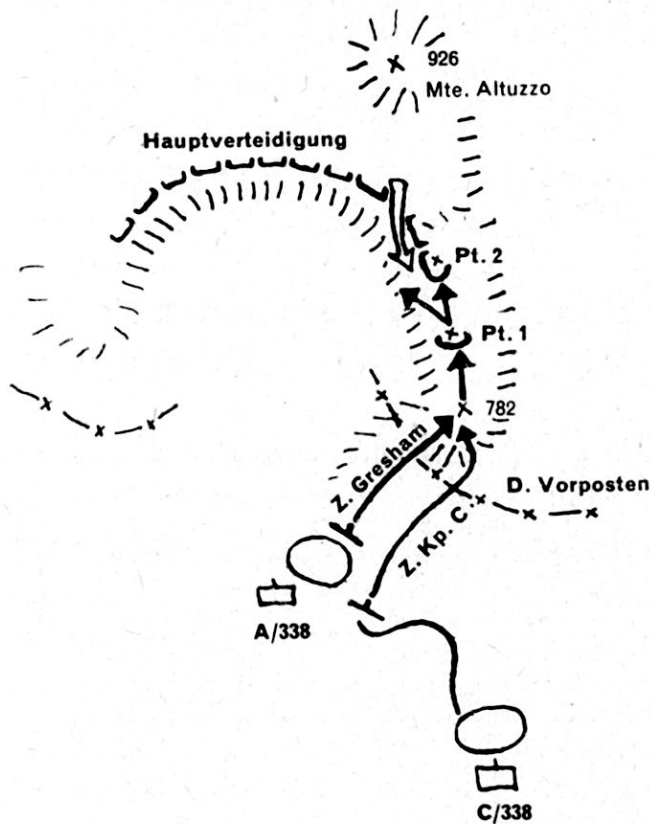 926
Mte. Altuzzo
Hauptverteidigung
Pt. 2
Pt. 1
782
Z. Gresham
D. Vorposten
Z. Kp. C.
A/338
C/338